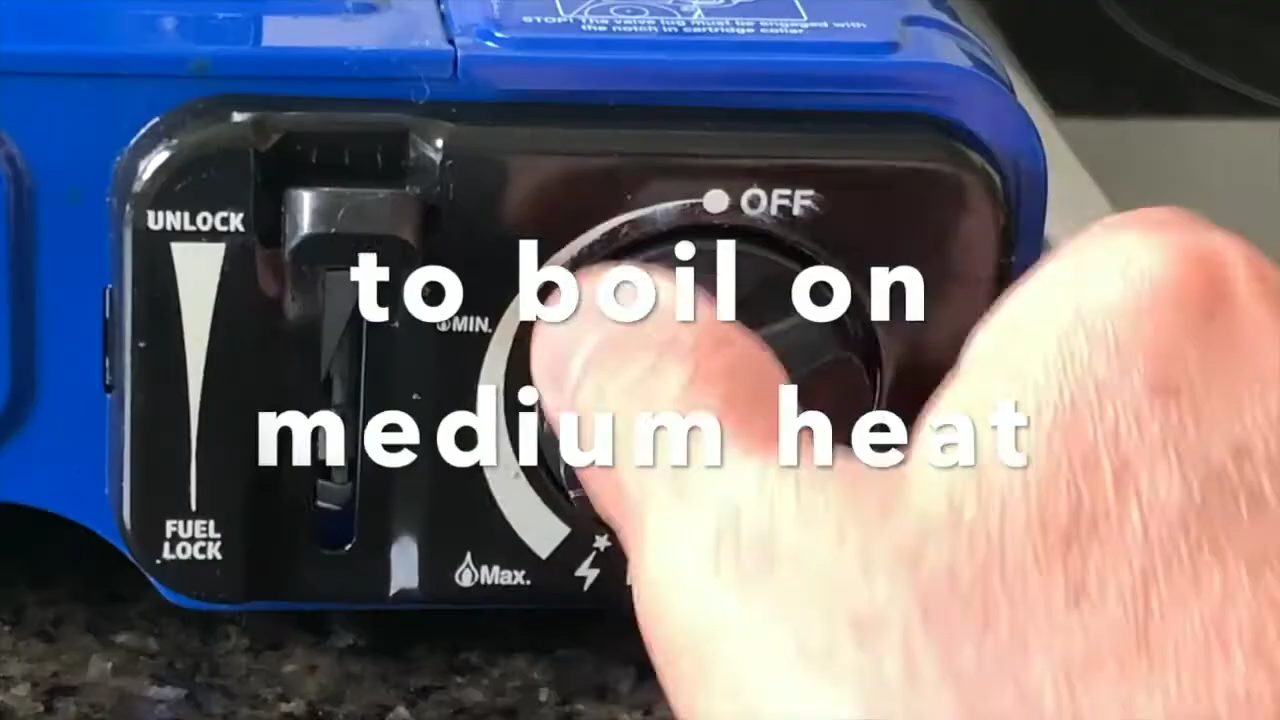 STOP! The valve lug must be engaged with
the notch in cartridge collar
UNLOCK
OFF
to boil on
MIN.
medium heat
FUEL
LOCK
Max.